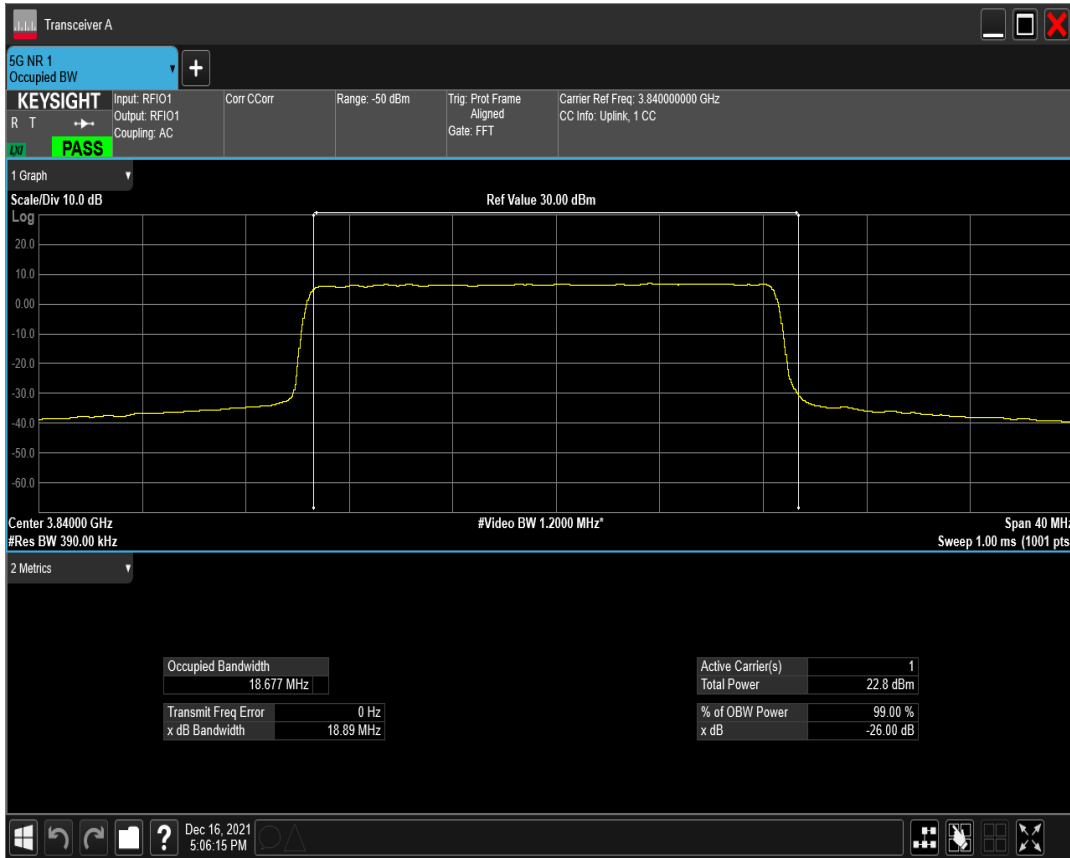 Transceiver A
5G NR 1
Occupied BW
KEYSIGHT
R T
LXI
PASS
Input: RFIO1
Output: RFIO1
Coupling: AC
Corr CCorr
Range: -50 dBm
Trig: Prot Frame
Aligned
Gate: FFT
Carrier Ref Freq: 3.840000000 GHz
CC Info: Uplink, 1 CC
1 Graph
Scale/Div 10.0 dB
Ref Value 30.00 dBm
Log
20.0
10.0
0.00
-10.0
-20.0
-30.0
-40.0
-50.0
-60.0
Center 3.84000 GHz
#Video BW 1.2000 MHz*
Span 40 MHz
#Res BW 390.00 kHz
Sweep 1.00 ms (1001 pts
2 Metrics
Occupied Bandwidth
18.677 MHz
Transmit Freq Error 0 Hz
x dB Bandwidth 18.89 MHz
Active Carrier(s) 1
Total Power 22.8 dBm
% of OBW Power 99.00 %
x dB -26.00 dB
?
Dec 16, 2021
5:06:15 PM